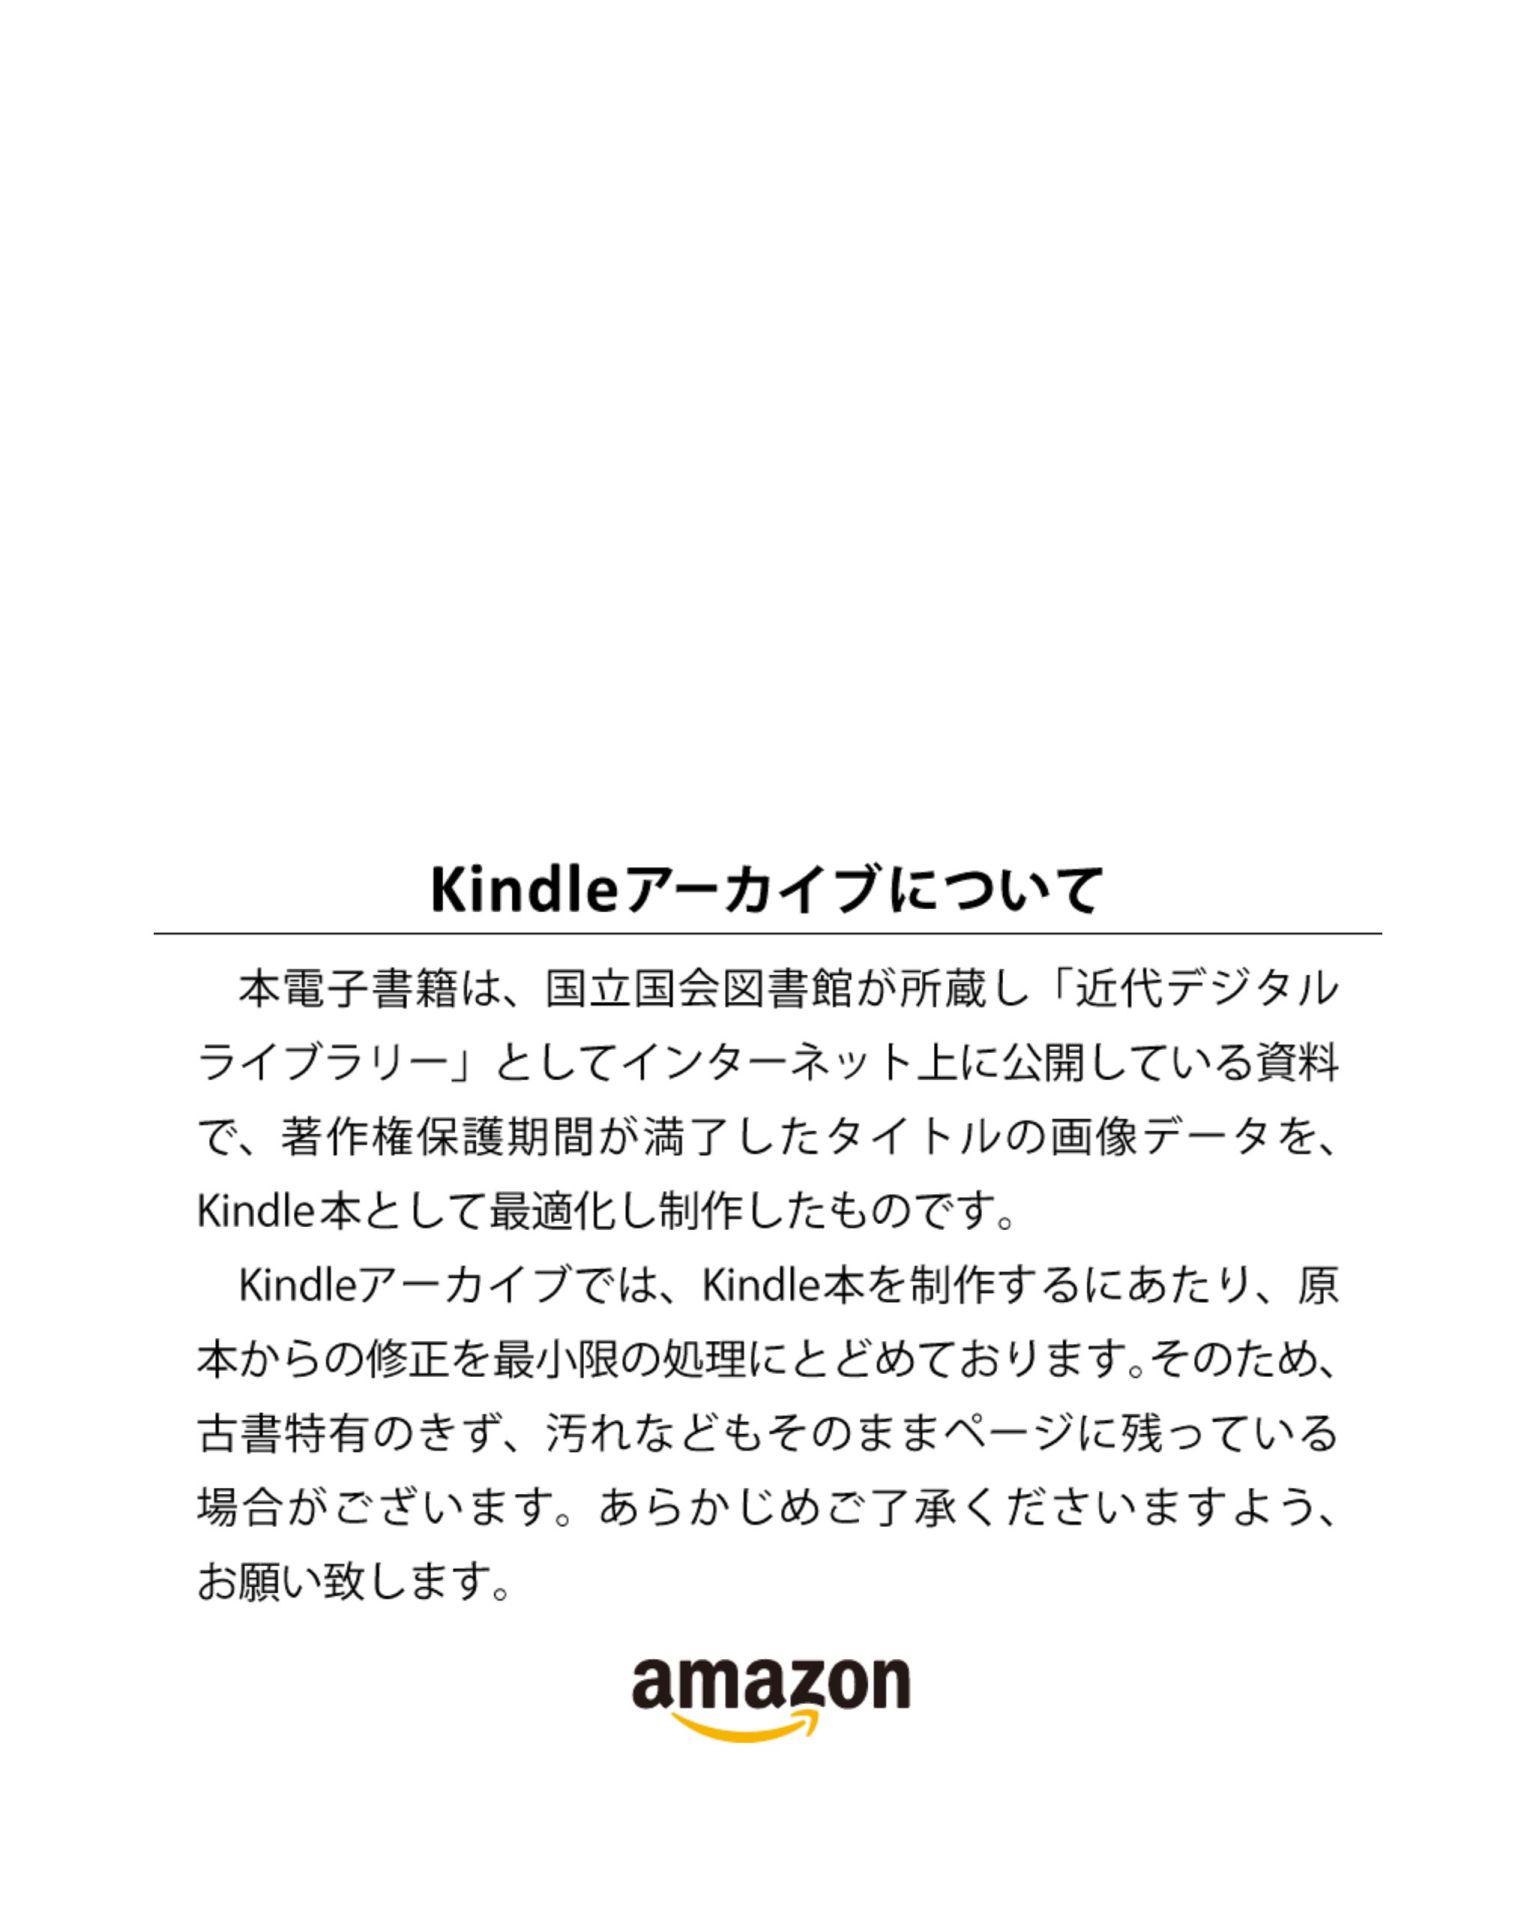 Kindleアーカイブについて
本電子書籍は、国立国会図書館が所蔵し「近代デジタル
ライブラリー」としてインターネット上に公開している資料
で、著作権保護期間が満了したタイトルの画像データを、
Kindle本として最適化し制作したものです。
Kindleアーカイブでは、Kindle本を制作するにあたり、原
本からの修正を最小限の処理にとどめております。そのため、
古書特有のきず、汚れなどもそのままページに残っている
場合がございます。あらかじめご了承くださいますよう、
お願い致します。
amazon